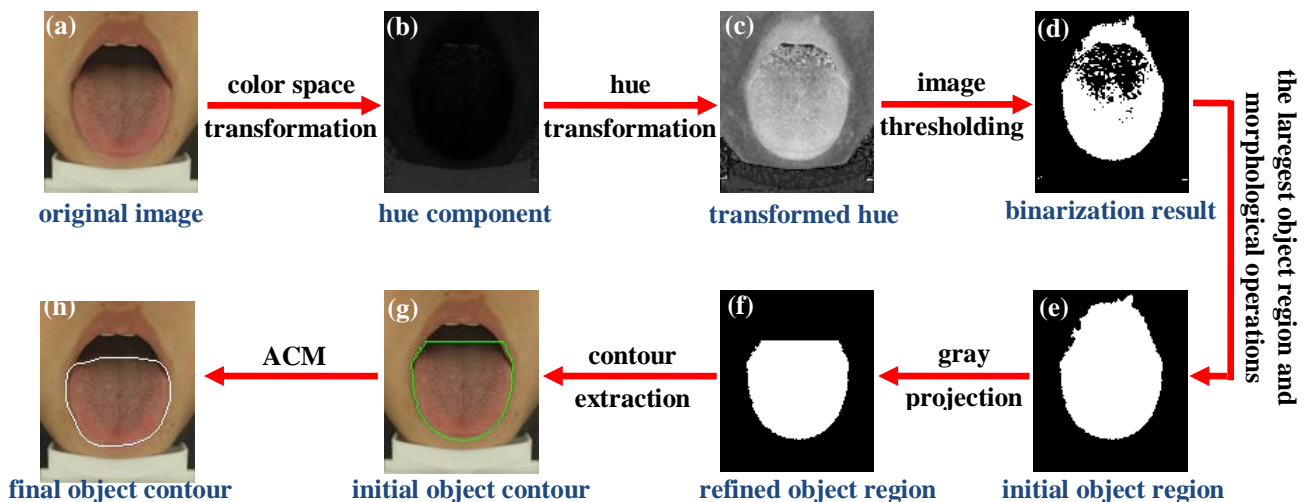 (a)
color space
transformation
(b)
hue
transformation
(c)
image
thresholding
(d)
original image
hue component
transformed hue
binarization result
the laregest object region and
morphological operations
(h)
ACM
(g)
contour
extraction
(f)
gray
projection
(e)
final object contour
initial object contour
refined object region
initial object region